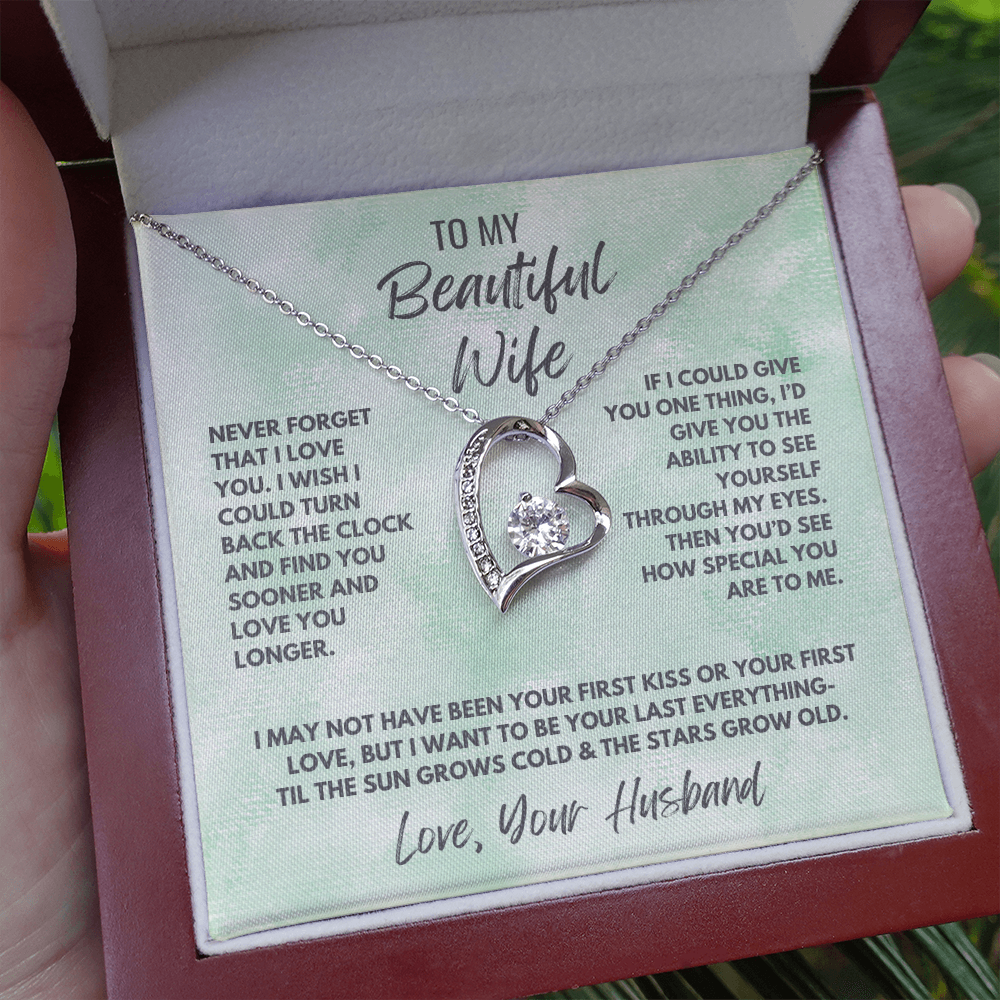 TO MY
Beautiful
Wife
NEVER FORGET
THAT I LOVE
YOU. I WISH I
COULD TURN
BACK THE CLOCK
AND FIND YOU
SOONER AND
LOVE YOU
LONGER.
IF I COULD GIVE
YOU ONE THING, I’D
GIVE YOU THE
ABILITY TO SEE
YOURSELF
THROUGH MY EYES.
THEN YOU’D SEE
HOW SPECIAL YOU
ARE TO ME.
I MAY NOT HAVE BEEN YOUR FIRST KISS OR YOUR FIRST
LOVE, BUT I WANT TO BE YOUR LAST EVERYTHING-
TIL THE SUN GROWS COLD & THE STARS GROW OLD.
Love, Your Husband